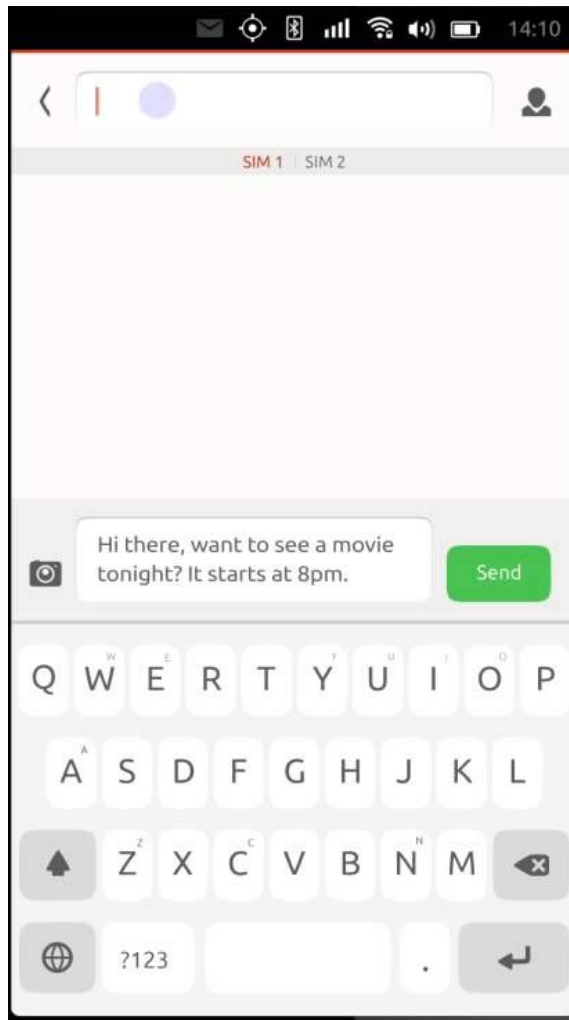 14:10
SIM 1 | SIM 2
Hi there, want to see a movie
tonight? It starts at 8pm.
Send
W E Y U I O
Q W E R T Y U I O P
A
A S D F G H J K L
Z C N
Z X C V B N M
?123 .